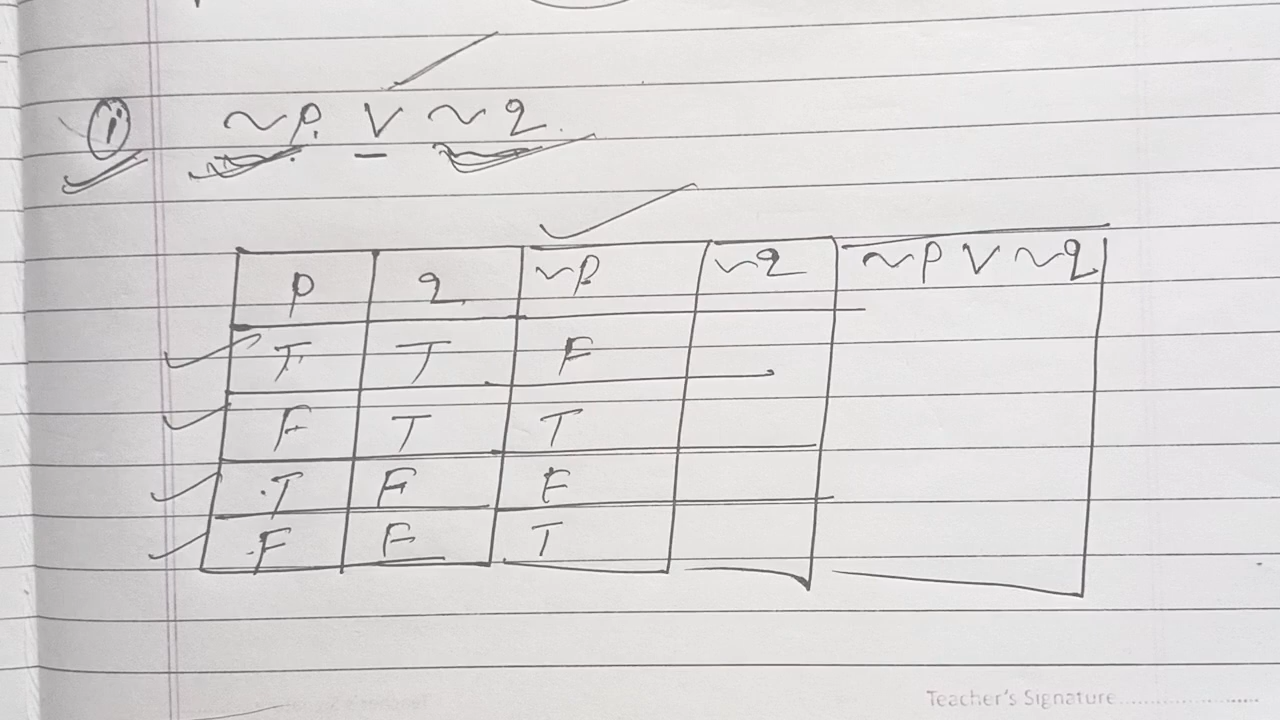 (i) ~p. V ~q.
p q ~p ~q ~p V ~q
T T F
F T T
T F F
F F T
Teacher's Signature